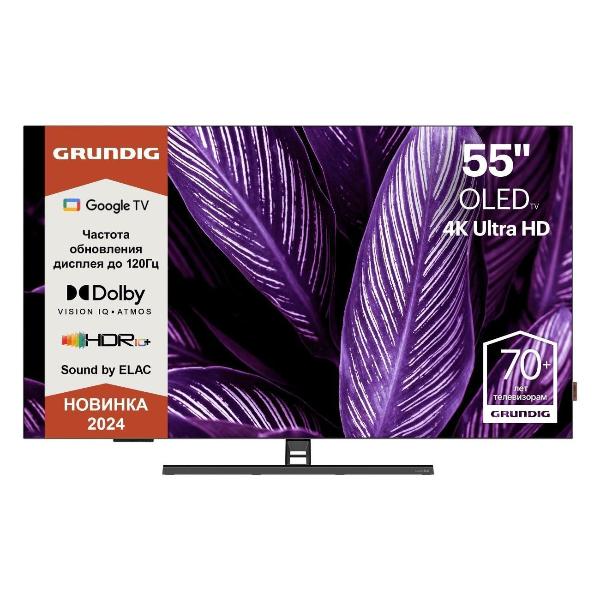 GRUNDIG
Google TV
Частота
обновления
дисплея до 120Гц
Dolby
VISION IQ • ATMOS
HDR10+
Sound by ELAC
НОВИНКА
2024
55"
OLED TV
4K Ultra HD
70+
лет
телевизорам
GRUNDIG